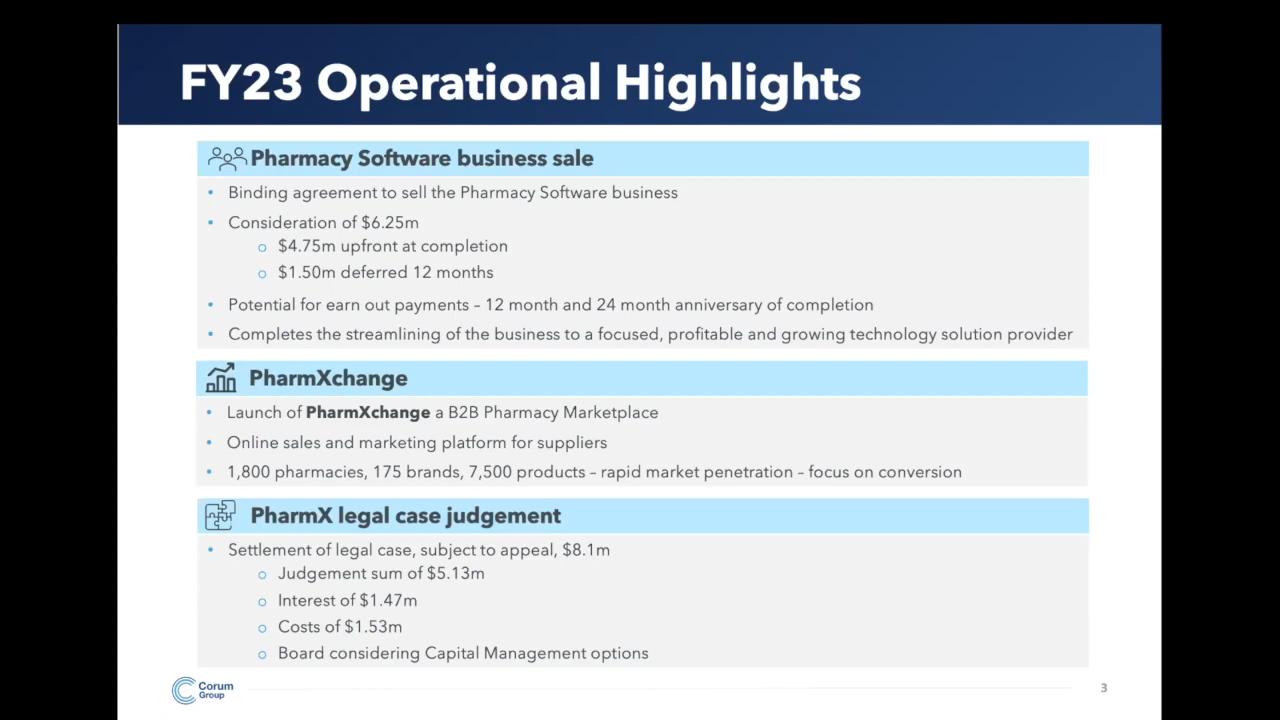 FY23 Operational Highlights
Pharmacy Software business sale
• Binding agreement to sell the Pharmacy Software business
• Consideration of $6.25m
o $4.75m upfront at completion
o $1.50m deferred 12 months
• Potential for earn out payments – 12 month and 24 month anniversary of completion
• Completes the streamlining of the business to a focused, profitable and growing technology solution provider
PharmXchange
• Launch of PharmXchange a B2B Pharmacy Marketplace
• Online sales and marketing platform for suppliers
• 1,800 pharmacies, 175 brands, 7,500 products – rapid market penetration – focus on conversion
PharmX legal case judgement
• Settlement of legal case, subject to appeal, $8.1m
o Judgement sum of $5.13m
o Interest of $1.47m
o Costs of $1.53m
o Board considering Capital Management options
Corum
Group
3